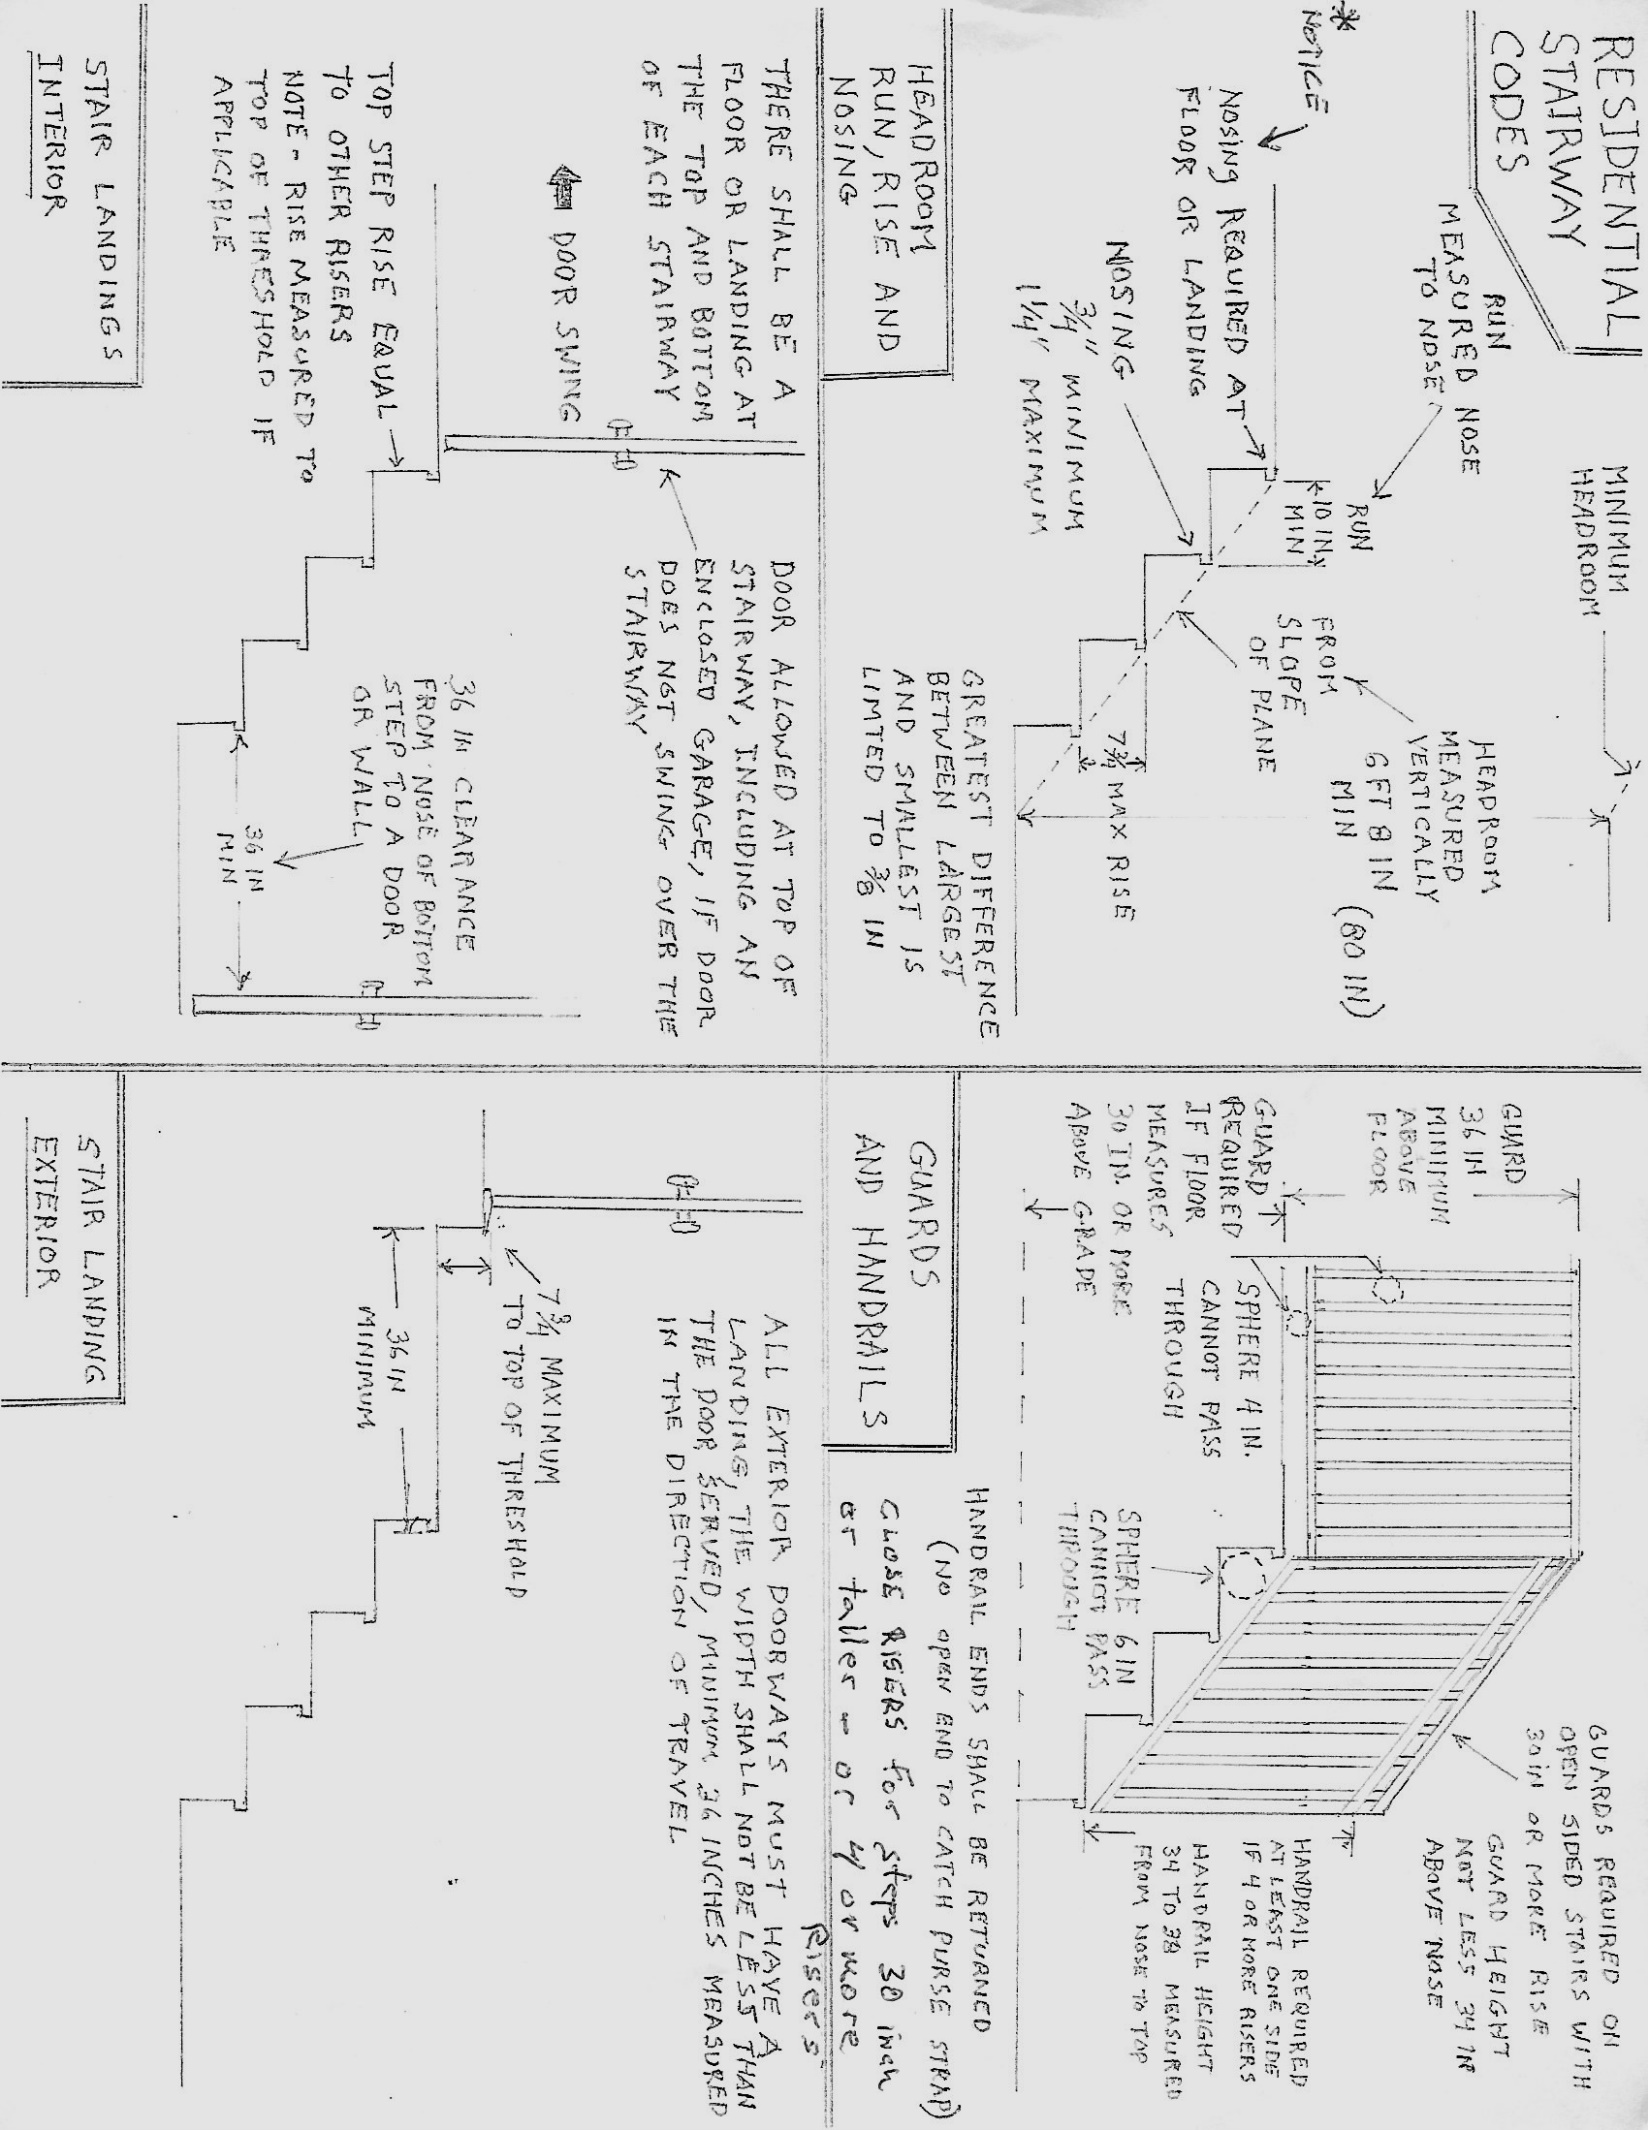 RESIDENTIAL
STAIRWAY
CODES
RUN
MEASURED NOSE
TO NOSE
MINIMUM
HEADROOM
RUN
10 IN.
MIN
HEADROOM
MEASURED
VERTICALLY
6 FT 8 IN (80 IN)
MIN
FROM
SLOPE
OF PLANE
* NOTICE
NOSING REQUIRED AT
FLOOR OR LANDING
NOSING
3/4" MINIMUM
1 1/4" MAXIMUM
7 3/4 MAX RISE
GREATEST DIFFERENCE
BETWEEN LARGEST
AND SMALLEST IS
LIMTED TO 3/8 IN
HEADROOM
RUN, RISE AND
NOSING
GUARD
36 IN
MINIMUM
ABOVE
FLOOR
GUARD
REQUIRED
IF FLOOR
MEASURES
30 IN. OR MORE
ABOVE GRADE
SPHERE 4 IN.
CANNOT PASS
THROUGH
SPHERE 6 IN
CANNOT PASS
THROUGH
GUARDS REQUIRED ON
OPEN SIDED STAIRS WITH
30 IN OR MORE RISE
GUARD HEIGHT
NOT LESS 34 IN
ABOVE NOSE
HANDRAIL REQUIRED
AT LEAST ONE SIDE
IF 4 OR MORE RISERS
HANDRAIL HEIGHT
34 TO 38 MEASURED
FROM NOSE TO TOP
HANDRAIL ENDS SHALL BE RETURNED
(NO OPEN END TO CATCH PURSE STRAP)
CLOSE RISERS for steps 30 inch
or taller - or 4 or more
Risers
GUARDS
AND HANDRAILS
THERE SHALL BE A
FLOOR OR LANDING AT
THE TOP AND BOTTOM
OF EACH STAIRWAY
DOOR SWING
DOOR ALLOWED AT TOP OF
STAIRWAY, INCLUDING AN
ENCLOSED GARAGE, IF DOOR
DOES NOT SWING OVER THE
STAIRWAY
TOP STEP RISE EQUAL
TO OTHER RISERS
NOTE - RISE MEASURED TO
TOP OF THRESHOLD IF
APPLICABLE
36 IN CLEARANCE
FROM NOSE OF BOTTOM
STEP TO A DOOR
OR WALL
36 IN
MIN
STAIR LANDINGS
INTERIOR
ALL EXTERIOR DOORWAYS MUST HAVE A
LANDING, THE WIDTH SHALL NOT BE LESS THAN
THE DOOR SERVED, MINIMUM 36 INCHES MEASURED
IN THE DIRECTION OF TRAVEL
7 3/4 MAXIMUM
TO TOP OF THRESHOLD
36 IN
MINIMUM
STAIR LANDING
EXTERIOR